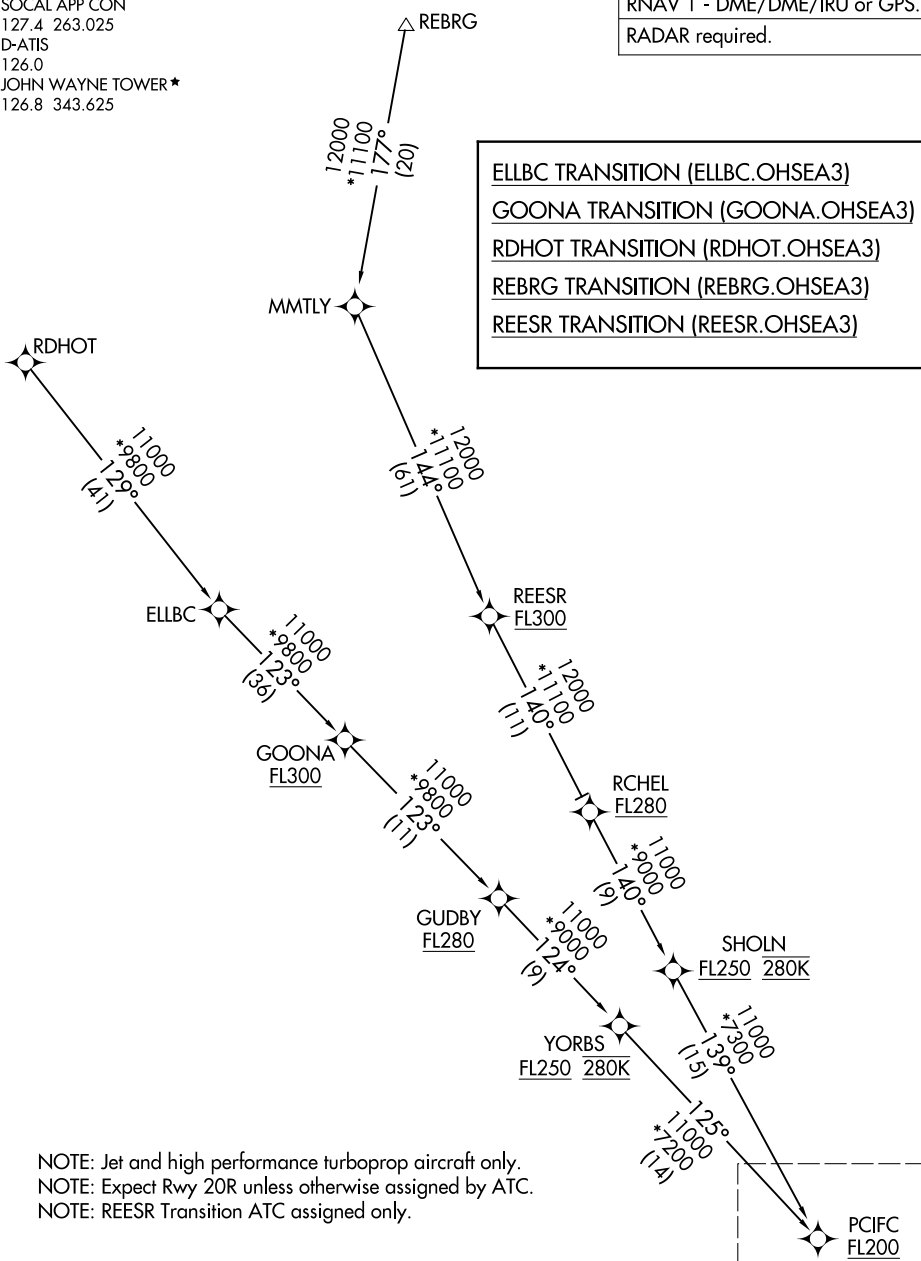 SOCAL APP CON
127.4 263.025
D-ATIS
126.0
JOHN WAYNE TOWER★
126.8 343.625
RNAV 1 - DME/DME/IRU or GPS.
RADAR required.
REBRG
12000
*11100
177°
(20)
ELLBC TRANSITION (ELLBC.OHSEA3)
GOONA TRANSITION (GOONA.OHSEA3)
RDHOT TRANSITION (RDHOT.OHSEA3)
REBRG TRANSITION (REBRG.OHSEA3)
REESR TRANSITION (REESR.OHSEA3)
MMTLY
RDHOT
11000
*9800
129°
(41)
12000
*11100
144°
(61)
ELLBC
REESR
FL300
11000
*9800
123°
(36)
12000
*11100
140°
(11)
GOONA
FL300
11000
*9800
123°
(11)
RCHEL
FL280
11000
*9000
140°
(9)
GUDBY
FL280
11000
*9000
124°
(9)
SHOLN
FL250 280K
11000
*7300
139°
(15)
YORBS
FL250 280K
125°
11000
*7200
(14)
NOTE: Jet and high performance turboprop aircraft only.
NOTE: Expect Rwy 20R unless otherwise assigned by ATC.
NOTE: REESR Transition ATC assigned only.
PCIFC
FL200